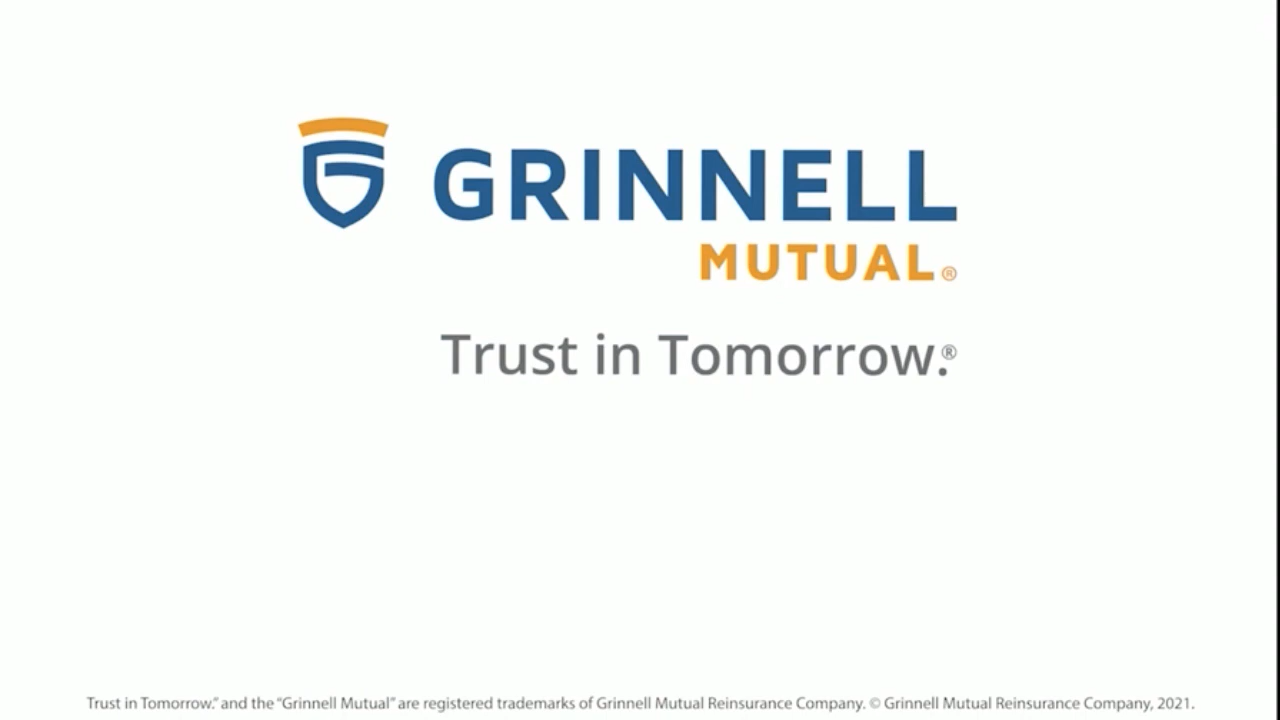 GRINNELL
MUTUAL®
Trust in Tomorrow.®
Trust in Tomorrow.” and the “Grinnell Mutual” are registered trademarks of Grinnell Mutual Reinsurance Company. © Grinnell Mutual Reinsurance Company, 2021.